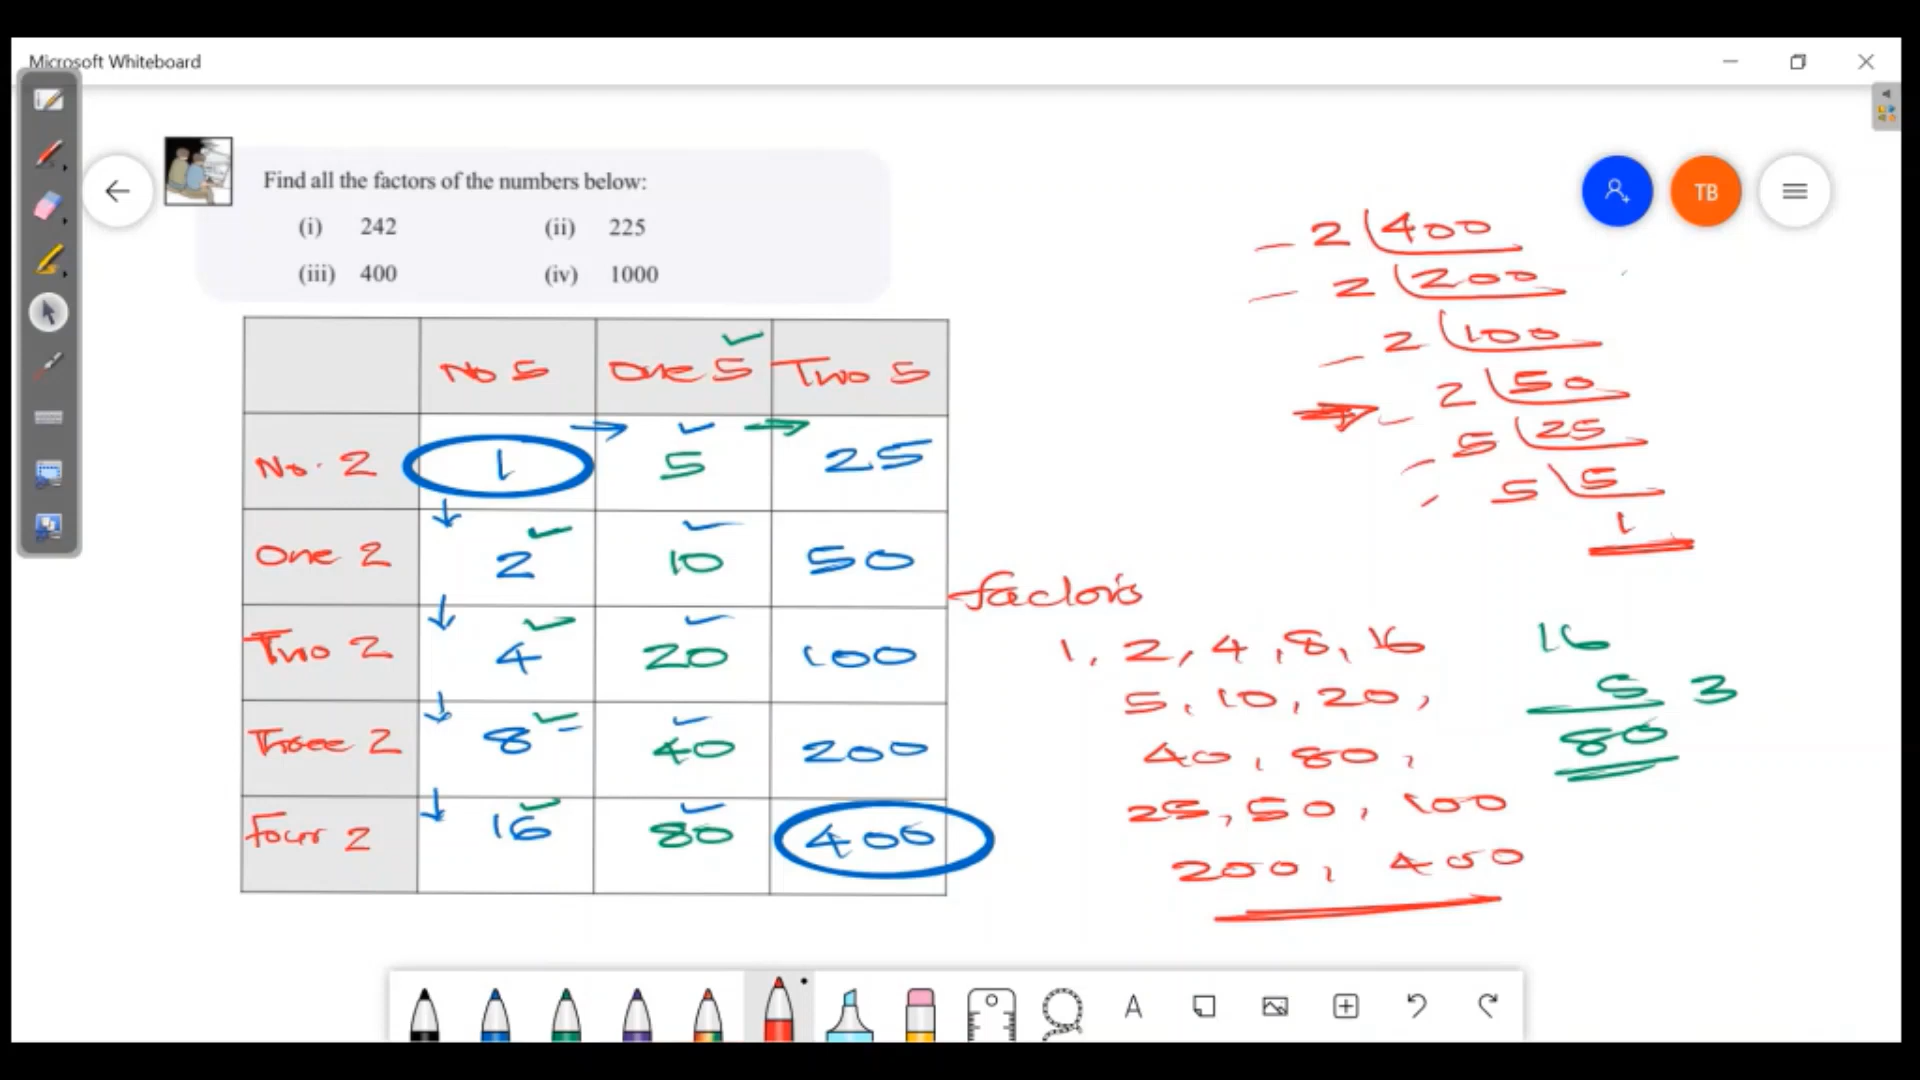 Microsoft Whiteboard
Find all the factors of the numbers below:
(i) 242 (ii) 225
(iii) 400 (iv) 1000
TB
No 5 One 5 Two 5
No. 2 1 5 25
One 2 2 10 50
Two 2 4 20 100
Three 2 8 40 200
Four 2 16 80 400
2 400
2 200
2 100
2 50
5 25
5 5
1
factors
1, 2, 4, 8, 16
5, 10, 20,
40, 80,
25, 50, 100
200, 400
16
5 3
80
A